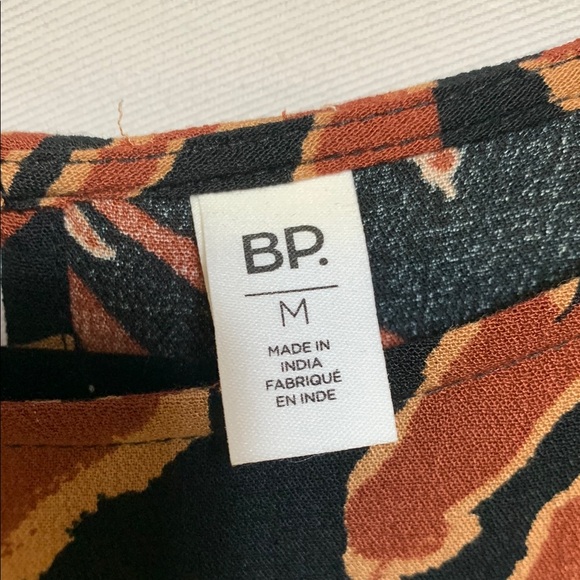 BP.
M
MADE IN
INDIA
FABRIQUÉ
EN INDE